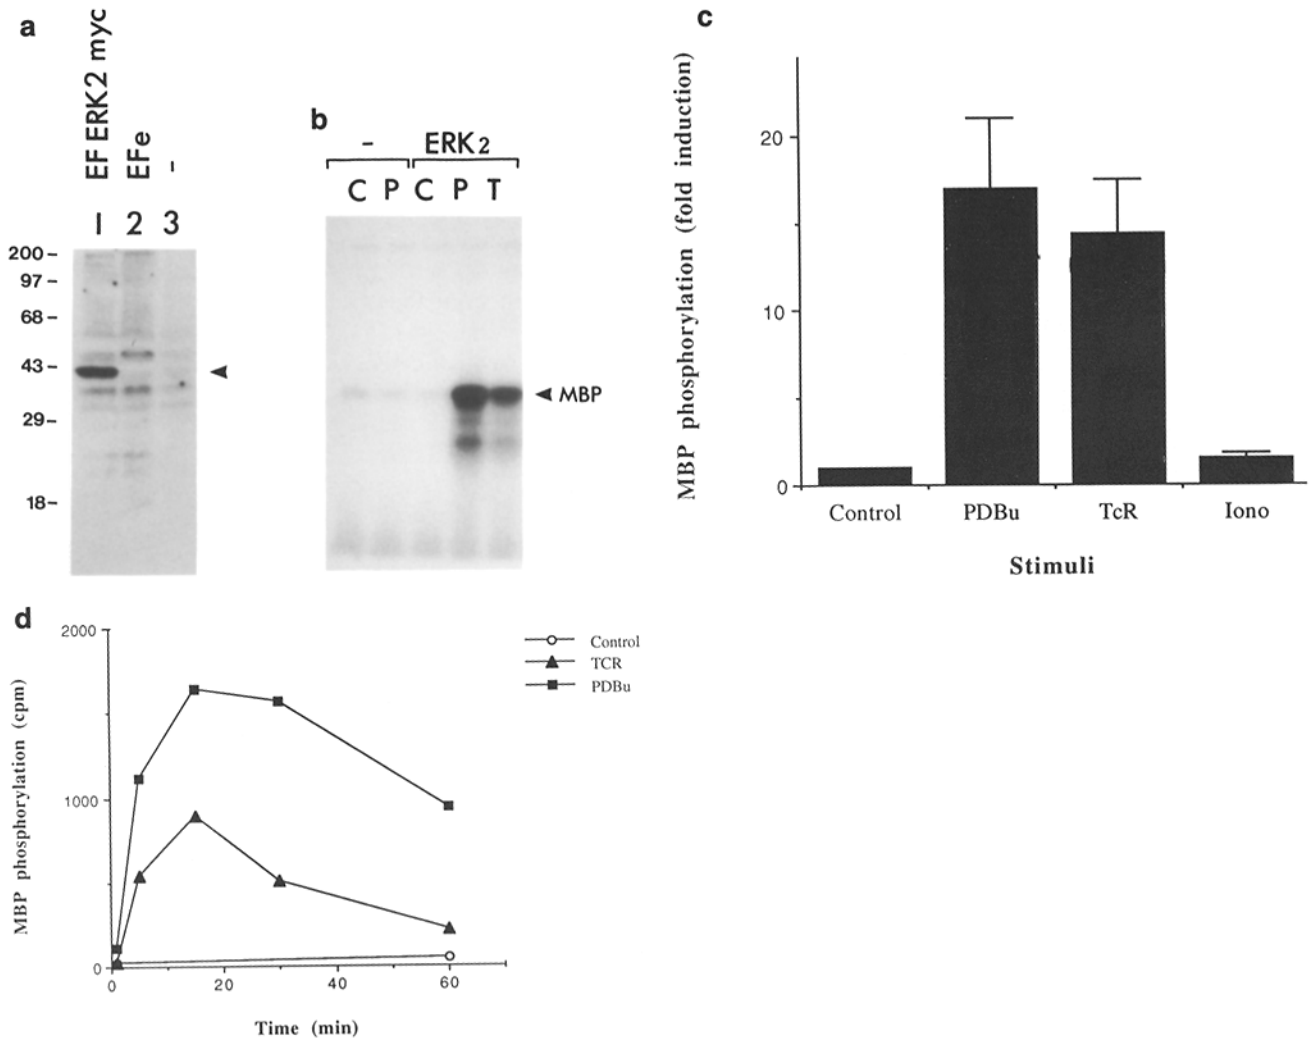 a
EF ERK2 myc
EFe
-
1 2 3
200 –
97 –
68 –
43 –
29 –
18 –
b
- ERK2
C P C P T
MBP
c
MBP phosphorylation (fold induction)
20
10
0
Control PDBu TcR Iono
Stimuli
d
MBP phosphorylation (cpm)
2000
1000
0
0 20 40 60
Time (min)
Control
TCR
PDBu